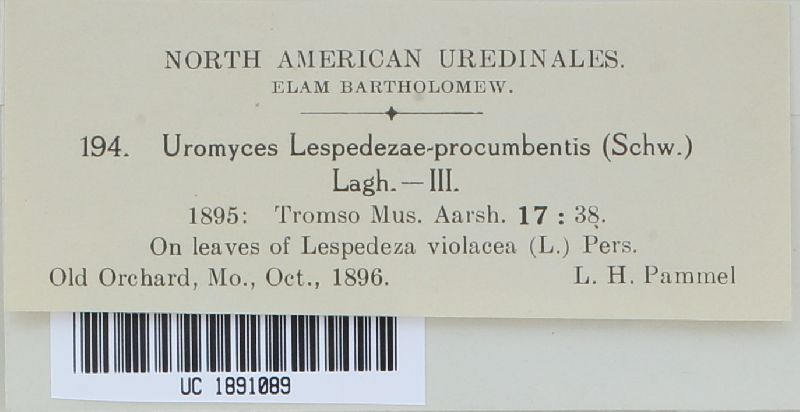 NORTH AMERICAN UREDINALES.
ELAM BARTHOLOMEW.
194. Uromyces Lespedezae-procumbentis (Schw.)
Lagh. — III.
1895: Tromso Mus. Aarsh. 17 : 38.
On leaves of Lespedeza violacea (L.) Pers.
Old Orchard, Mo., Oct., 1896. L. H. Pammel
UC 1891089